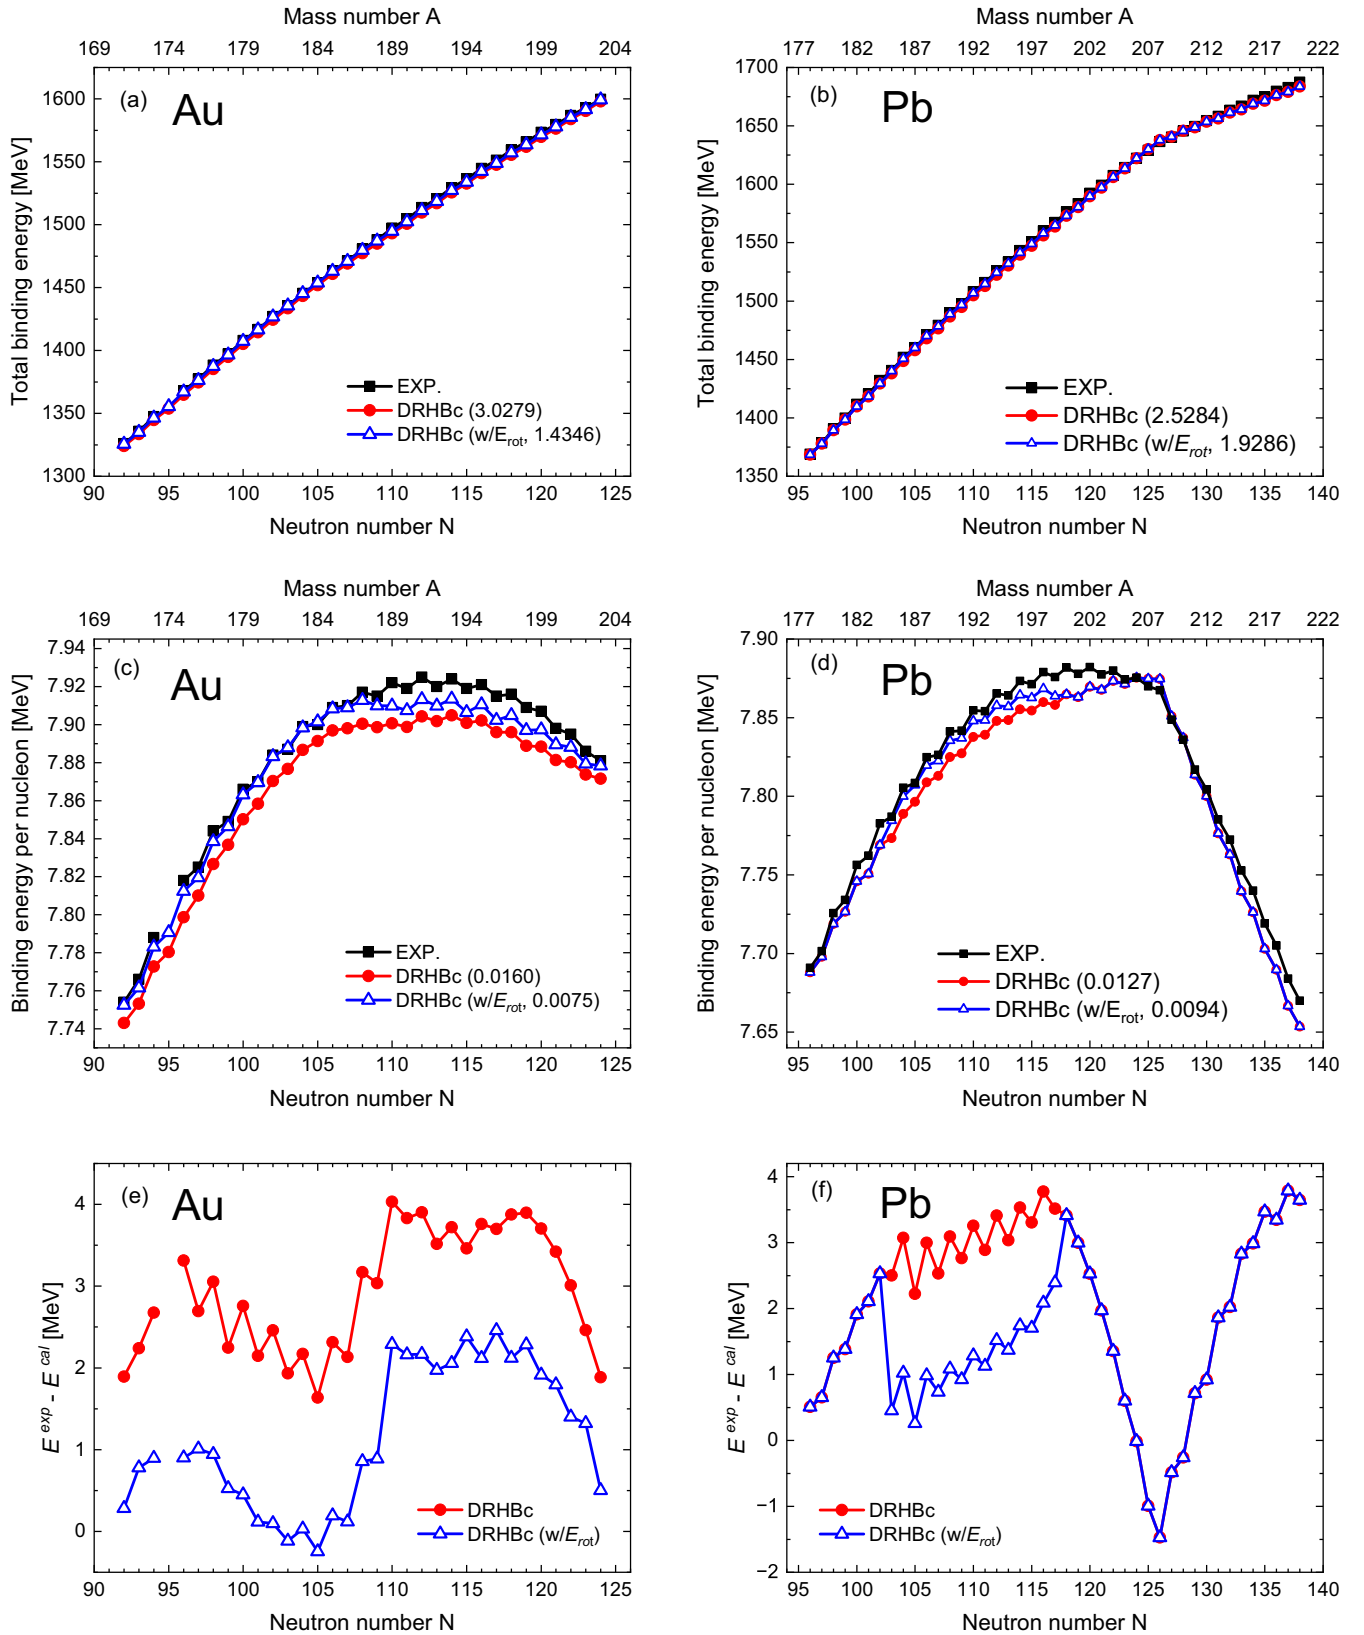 Mass number A
169 174 179 184 189 194 199 204
(a) Au
1600
1550
1500
1450
1400
1350
1300
Total binding energy [MeV]
EXP.
DRHBc (3.0279)
DRHBc (w/E_rot, 1.4346)
90 95 100 105 110 115 120 125
Neutron number N
Mass number A
177 182 187 192 197 202 207 212 217 222
(b) Pb
1700
1650
1600
1550
1500
1450
1400
1350
Total binding energy [MeV]
EXP.
DRHBc (2.5284)
DRHBc (w/E_rot, 1.9286)
95 100 105 110 115 120 125 130 135 140
Neutron number N
Mass number A
169 174 179 184 189 194 199 204
(c) Au
7.94
7.92
7.90
7.88
7.86
7.84
7.82
7.80
7.78
7.76
7.74
Binding energy per nucleon [MeV]
EXP.
DRHBc (0.0160)
DRHBc (w/E_rot, 0.0075)
90 95 100 105 110 115 120 125
Neutron number N
Mass number A
177 182 187 192 197 202 207 212 217 222
(d) Pb
7.90
7.85
7.80
7.75
7.70
7.65
Binding energy per nucleon [MeV]
EXP.
DRHBc (0.0127)
DRHBc (w/E_rot, 0.0094)
95 100 105 110 115 120 125 130 135 140
Neutron number N
(e) Au
4
3
2
1
0
E^exp - E^cal [MeV]
DRHBc
DRHBc (w/E_rot)
90 95 100 105 110 115 120 125
Neutron number N
(f) Pb
4
3
2
1
0
−1
−2
E^exp - E^cal [MeV]
DRHBc
DRHBc (w/E_rot)
95 100 105 110 115 120 125 130 135 140
Neutron number N